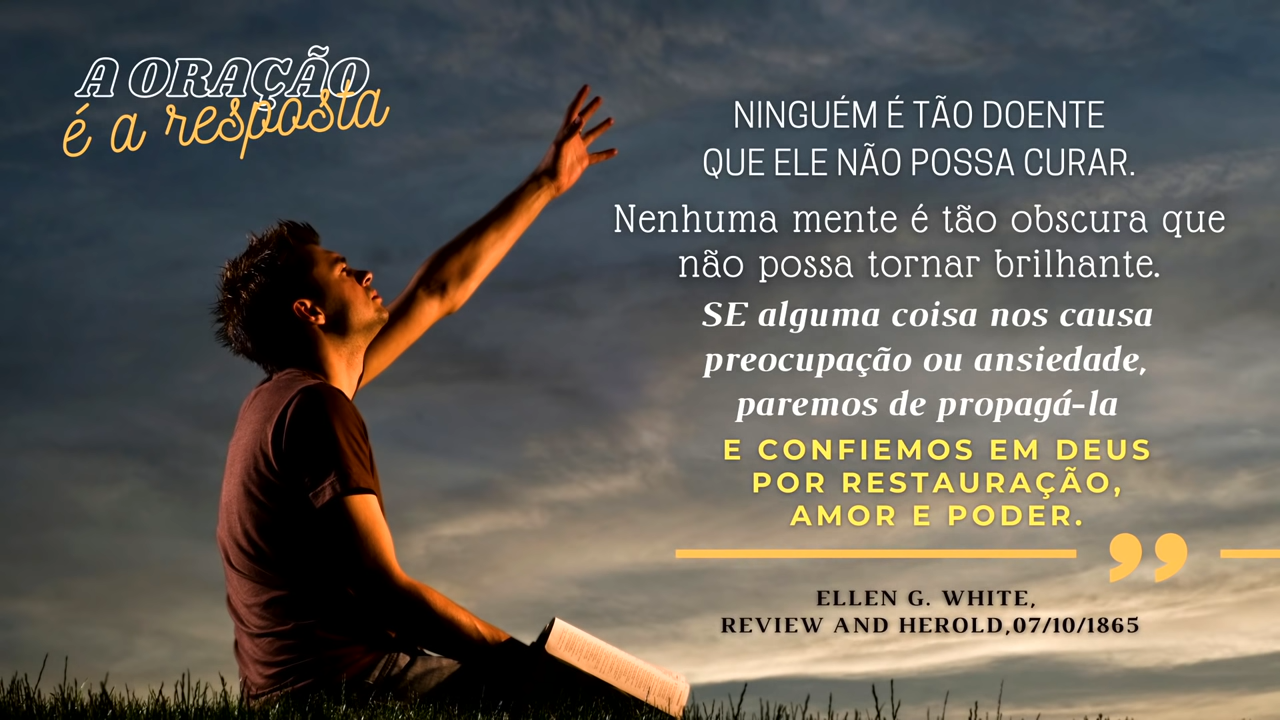 A ORAÇÃO
é a resposta
NINGUÉM É TÃO DOENTE
QUE ELE NÃO POSSA CURAR.
Nenhuma mente é tão obscura que
não possa tornar brilhante.
SE alguma coisa nos causa
preocupação ou ansiedade,
paremos de propagá-la
E CONFIEMOS EM DEUS
POR RESTAURAÇÃO,
AMOR E PODER.
”
ELLEN G. WHITE,
REVIEW AND HEROLD,07/10/1865